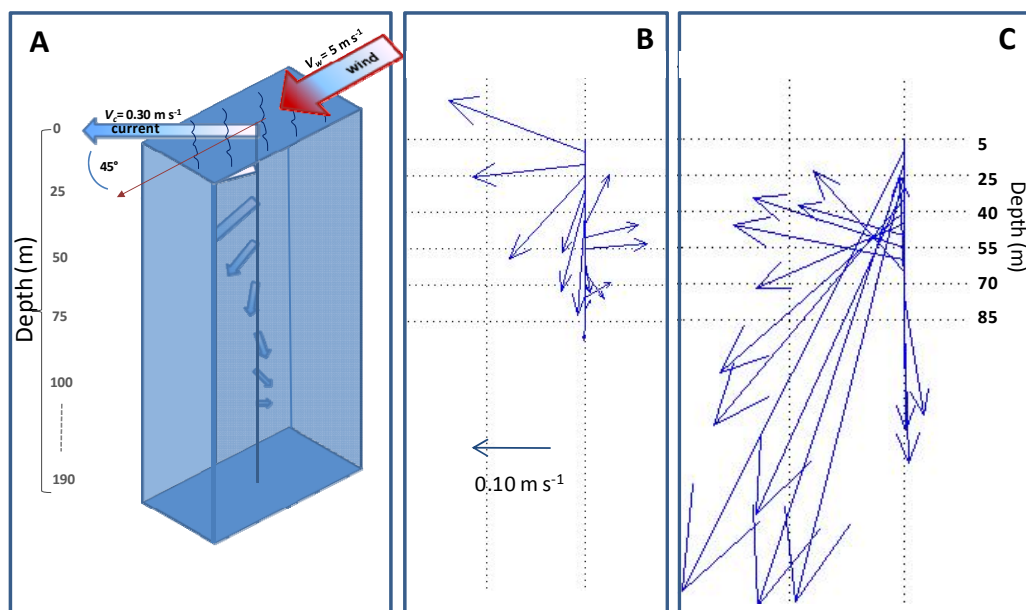 A
V_w = 5 m s⁻¹
wind
V_c = 0.30 m s⁻¹
current
45°
Depth (m)
0
25
50
75
100
190
B
0.10 m s⁻¹
C
5
25
40
55
70
85
Depth (m)